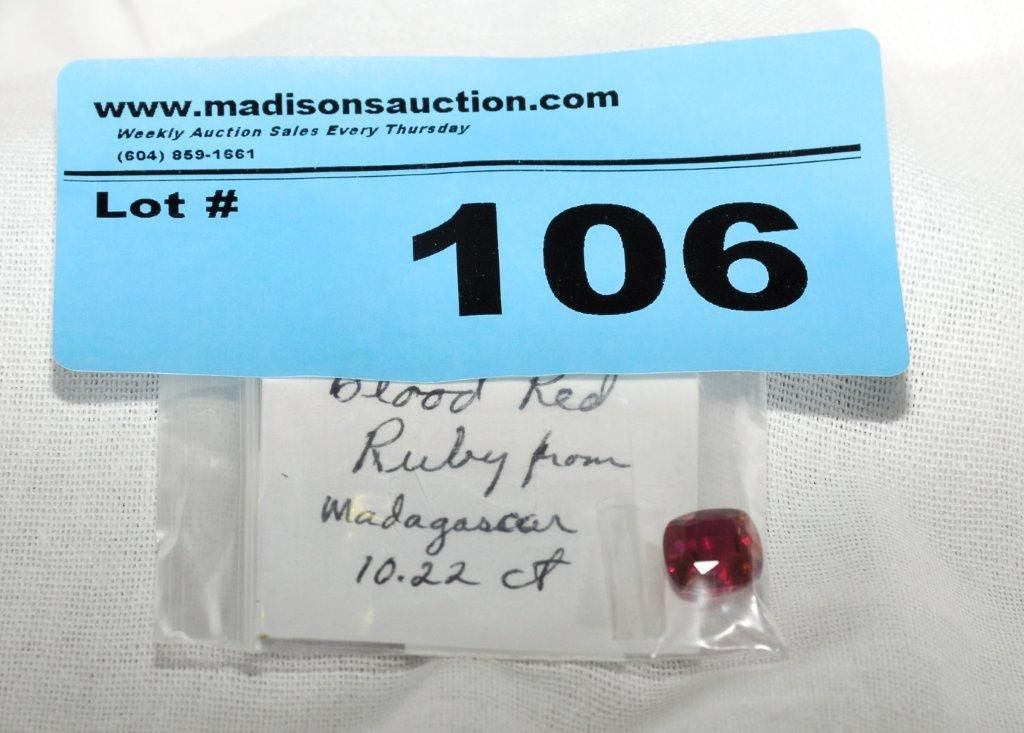 www.madisonsauction.com
Weekly Auction Sales Every Thursday
(604) 859-1661
Lot # 106
Blood Red
Ruby from
Madagascar
10.22 ct